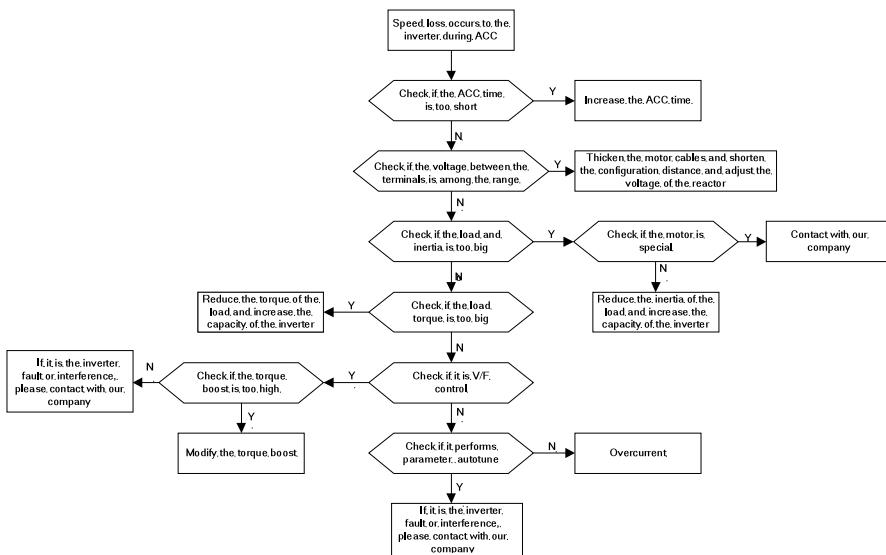 Speed loss occurs to the
inverter during ACC
Check if the ACC time
is too short
Y
Increase the ACC time.
N
Check if the voltage between the
terminals is among the range.
Y
Thicken the motor cables and shorten
the configuration distance and adjust the
voltage of the reactor
N
Check if the load and
inertia is too big
Y
Check if the motor is
special
Y
Contact with our
company
N
N
Reduce the torque of the
load and increase the
capacity of the inverter
Y
Check if the load
torque is too big
Reduce the inertia of the
load and increase the
capacity of the inverter
N
If it is the inverter
fault or interference,
please contact with our
company
N
Check if the torque
boost is too high
Y
Check if it is V/F
control
Y
N
Modify the torque boost
Check if it performs
parameter autotune
N
Overcurrent
Y
If it is the inverter
fault or interference,
please contact with our
company